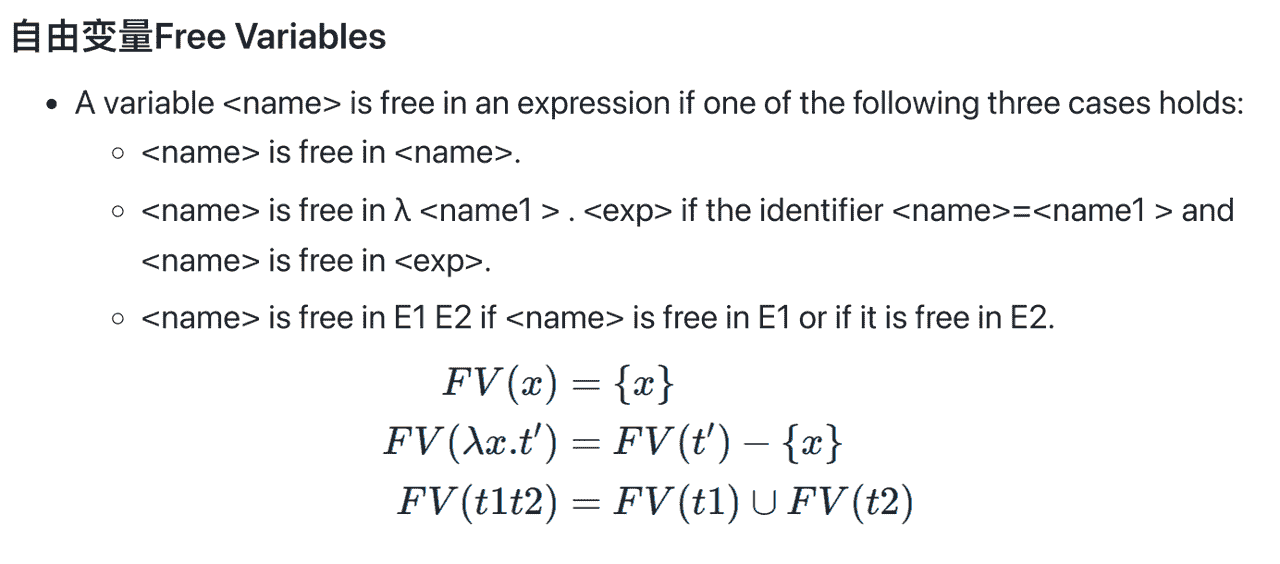 自由变量Free Variables
• A variable <name> is free in an expression if one of the following three cases holds:
◦ <name> is free in <name>.
◦ <name> is free in λ <name1 > . <exp> if the identifier <name>=<name1 > and
<name> is free in <exp>.
◦ <name> is free in E1 E2 if <name> is free in E1 or if it is free in E2.
FV(x) = {x}
FV(λx.t′) = FV(t′) − {x}
FV(t1t2) = FV(t1) ∪ FV(t2)